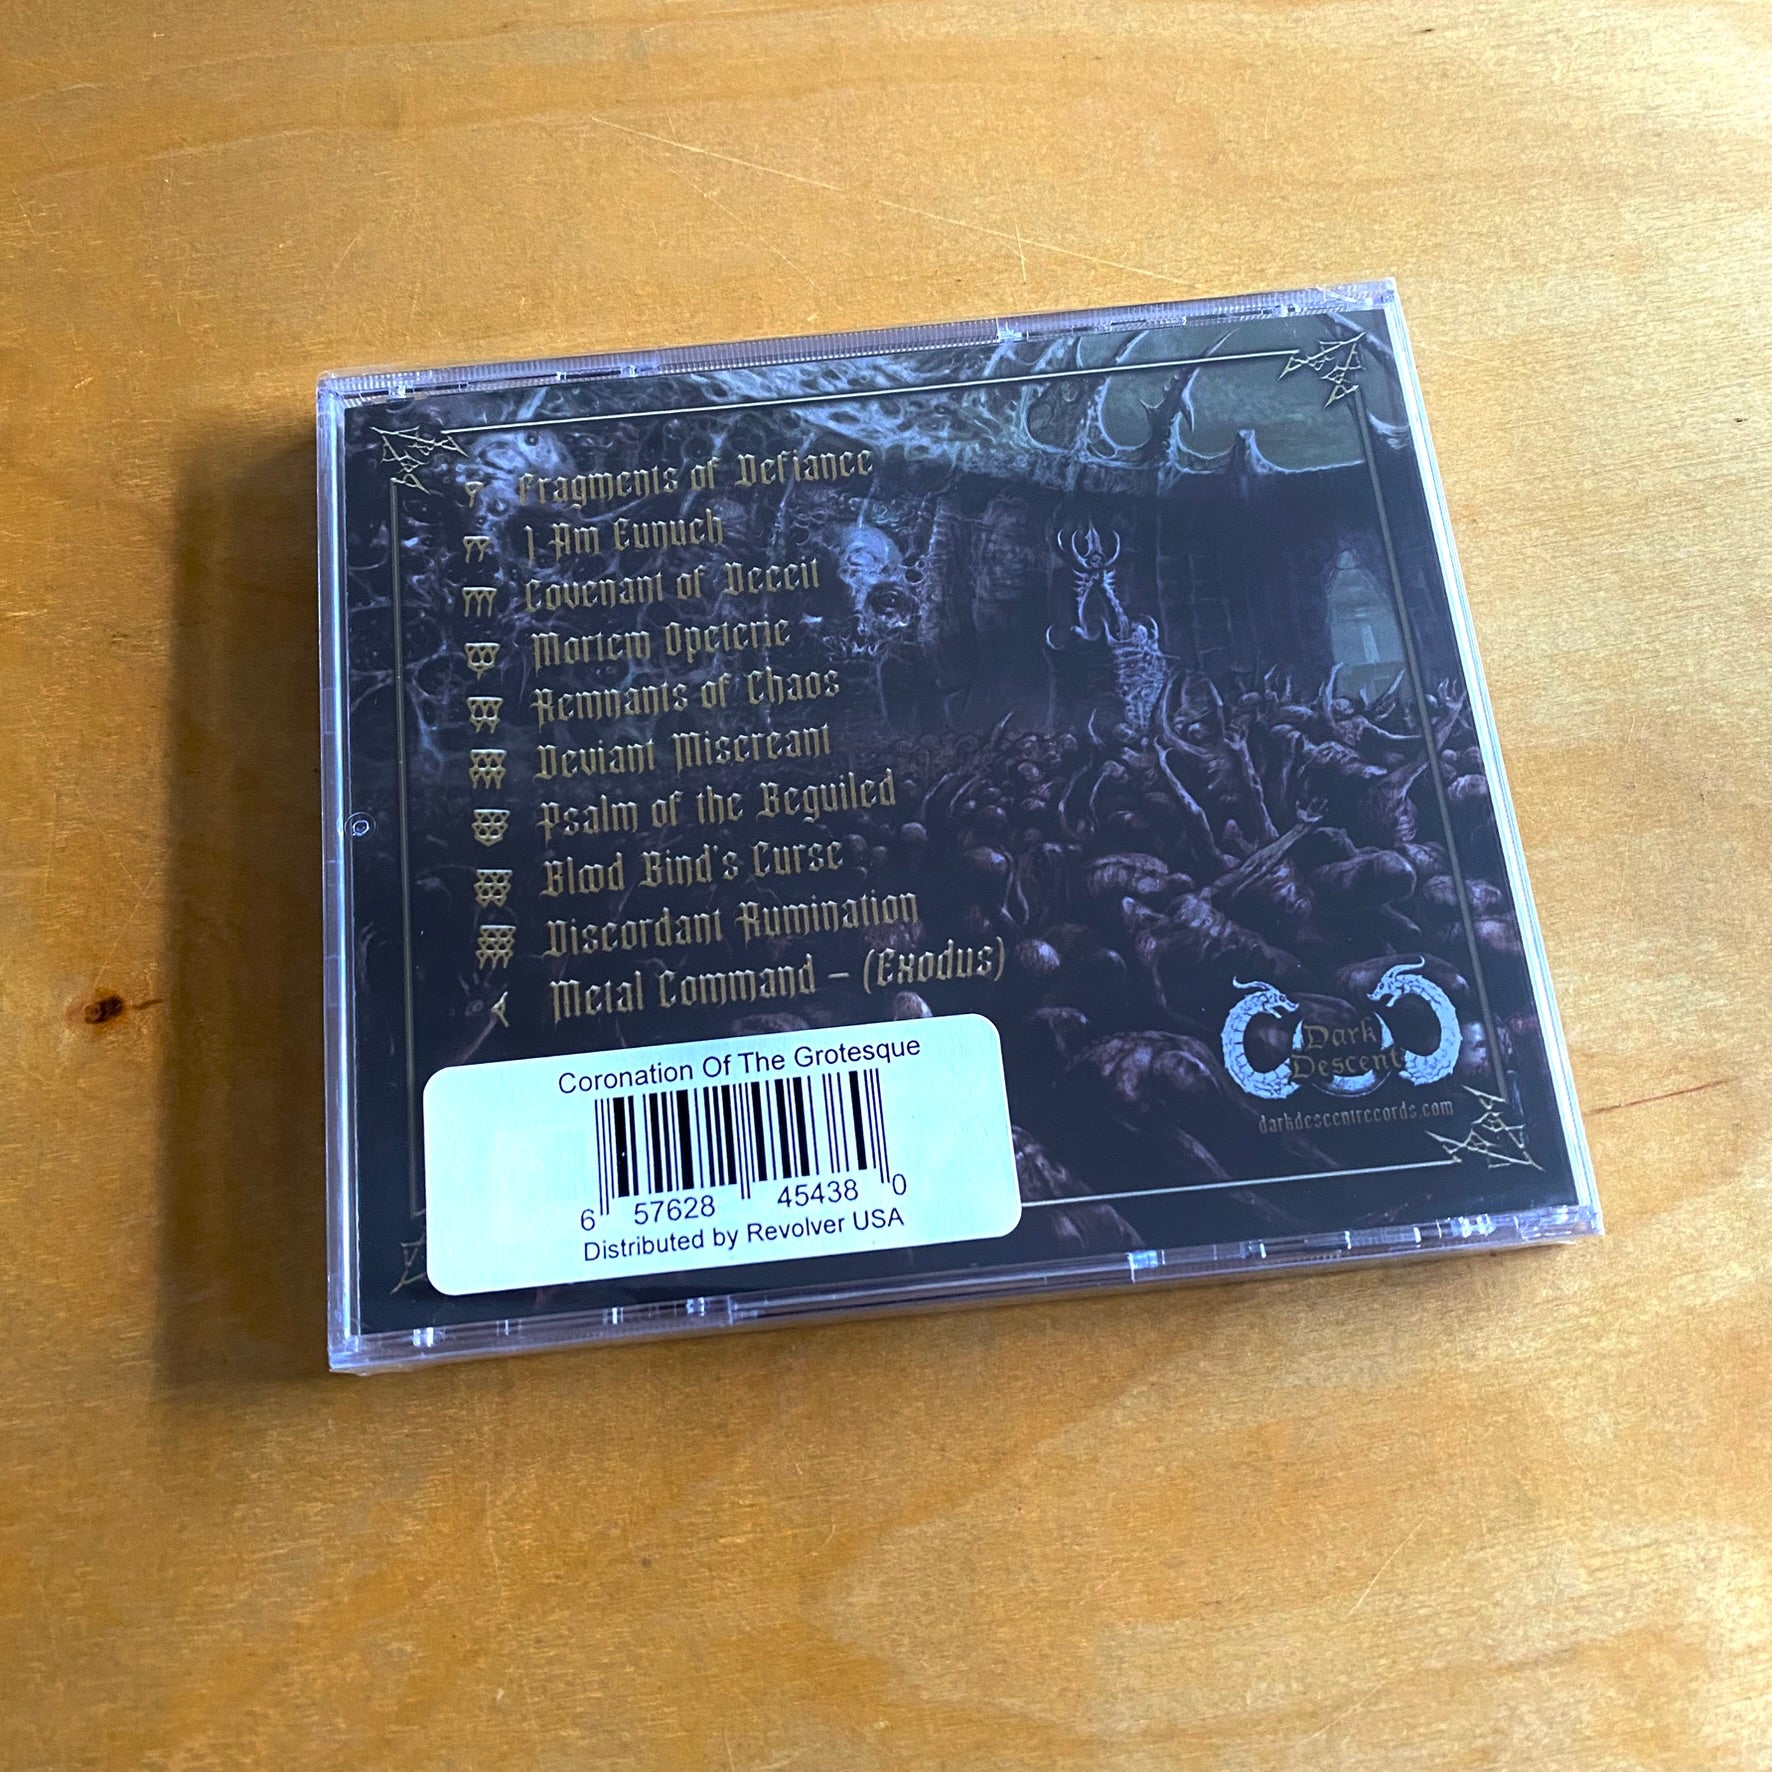 Fragments of Defiance
I Am Eunuch
Covenant of Deceit
Mortem Opeterie
Remnants of Chaos
Deviant Miscreant
Psalm of the Beguiled
Blood Bind's Curse
Discordant Rumination
Metal Command – (Exodus)
Coronation Of The Grotesque
6 57628 45438 0
Distributed by Revolver USA
Dark
Descent
darkdescentrecords.com